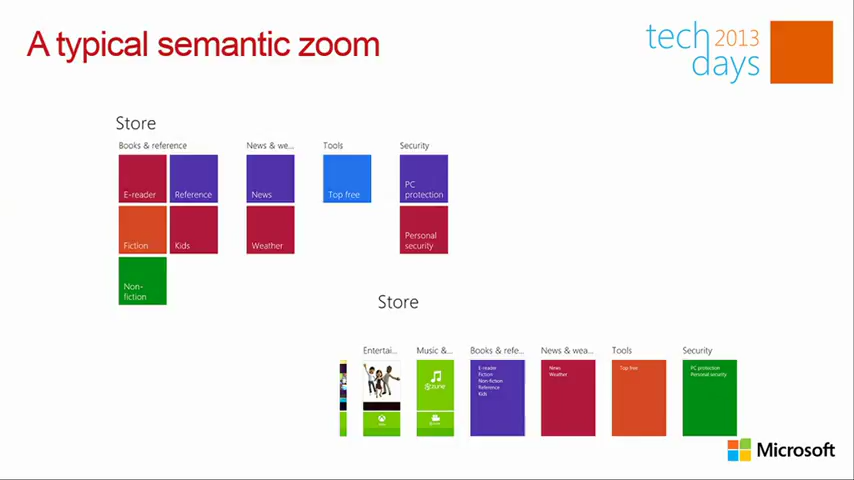 A typical semantic zoom
tech 2013
days
Store
Books & reference
News & we...
Tools
Security
E-reader
Reference
News
Top free
PC
protection
Fiction
Kids
Weather
Personal
security
Non-
fiction
Store
Entertai...
Music &...
Books & refe...
News & wea...
Tools
Security
E-reader
Fiction
Non-fiction
Reference
Kids
News
Weather
Top free
PC protection
Personal security
Microsoft